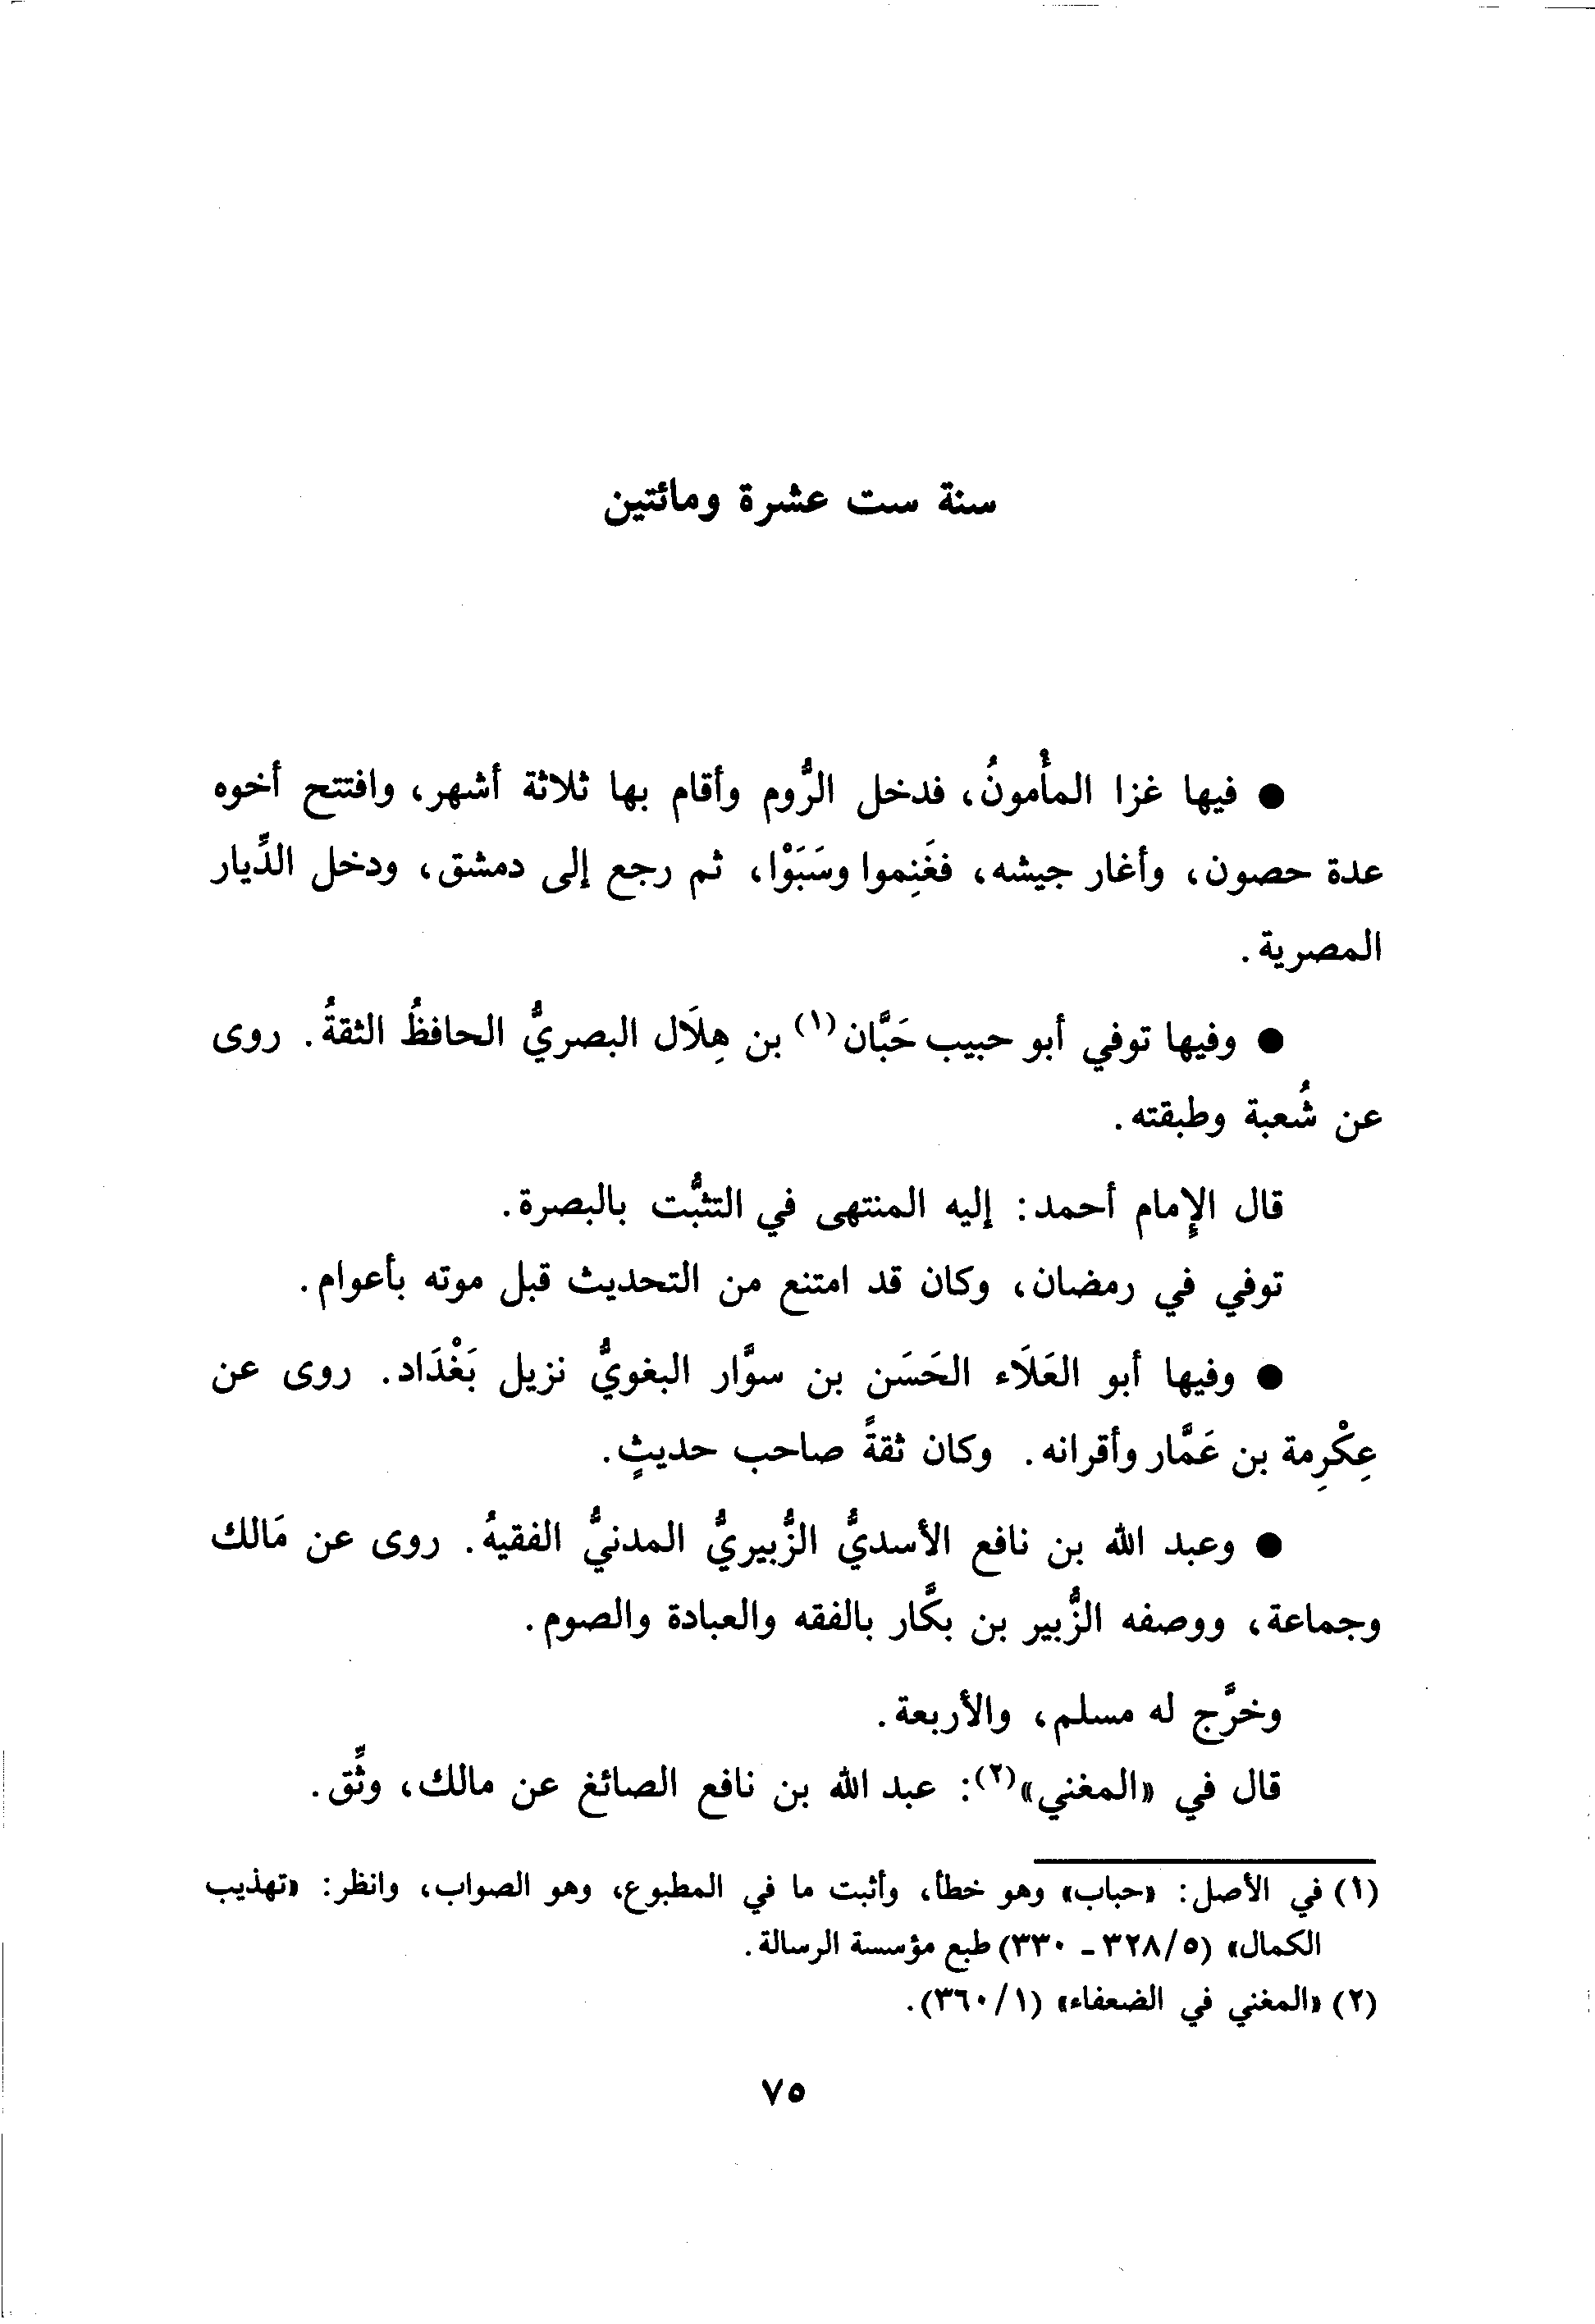 سنة ست عشرة ومائتين
● فيها غزا المأْمونُ، فدخل الرُّوم وأقام بها ثلاثة أشهر، وافتتح أخوه
عدة حصون، وأغار جيشه، فغَنِموا وسَبَوْا، ثم رجع إلى دمشق، ودخل الدِّيار
المصرية.
● وفيها توفي أبو حبيب حَبَّان(١) بن هِلَال البصريُّ الحافظُ الثقةُ. روى
عن شُعبة وطبقته.
قال الإِمام أحمد: إليه المنتهى في التثبُّت بالبصرة.
توفي في رمضان، وكان قد امتنع من التحديث قبل موته بأعوام.
● وفيها أبو العَلَاء الحَسَن بن سوَّار البغويُّ نزيل بَغْدَاد. روى عن
عِكْرِمة بن عَمَّار وأقرانه. وكان ثقةً صاحب حديثٍ.
● وعبد الله بن نافع الأسديُّ الزُّبيريُّ المدنيُّ الفقيهُ. روى عن مَالك
وجماعة، ووصفه الزُّبير بن بكَّار بالفقه والعبادة والصوم.
وخرَّج له مسلم، والأربعة.
قال في «المغني»(٢): عبد الله بن نافع الصائغ عن مالك، وثِّق.
(١) في الأصل: «حباب» وهو خطأ، وأثبت ما في المطبوع، وهو الصواب، وانظر: «تهذيب
الكمال» (٥/ ٣٢٨ - ٣٣٠) طبع مؤسسة الرسالة.
(٢) «المغني في الضعفاء» (١/ ٣٦٠).
٧٥